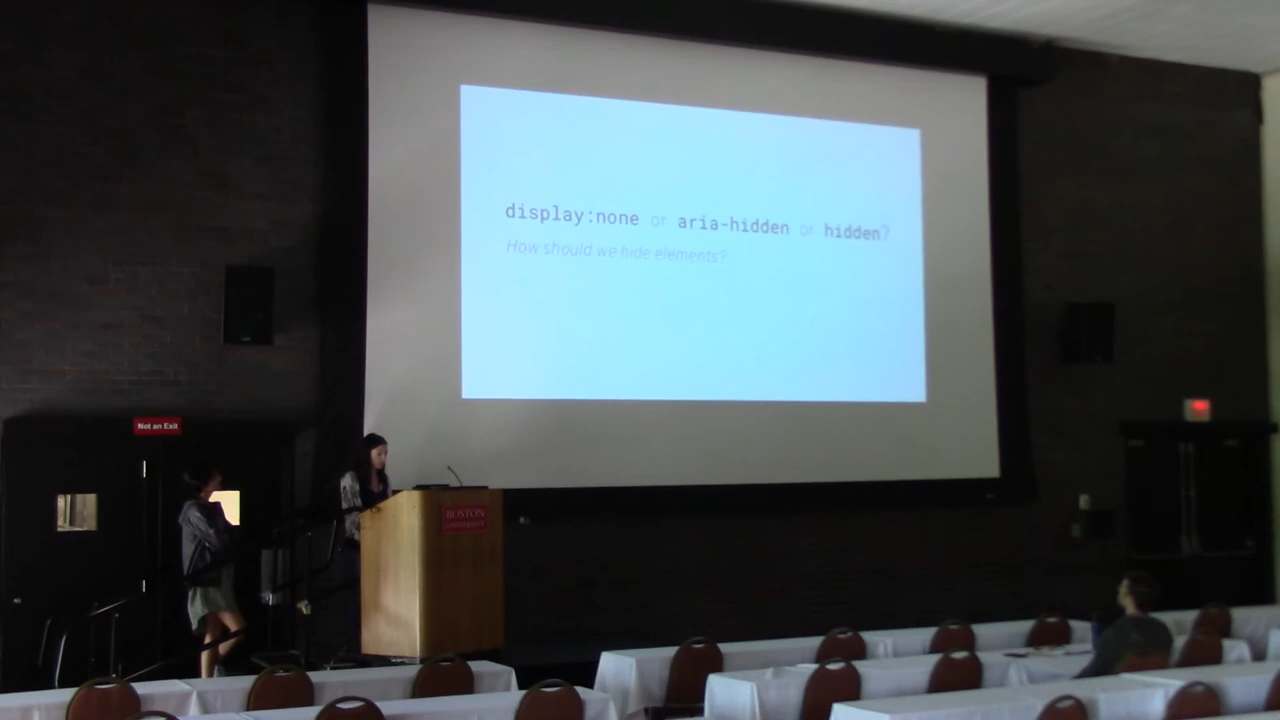 display:none or aria-hidden or hidden?
How should we hide elements?
Not an Exit
BOSTON
UNIVERSITY